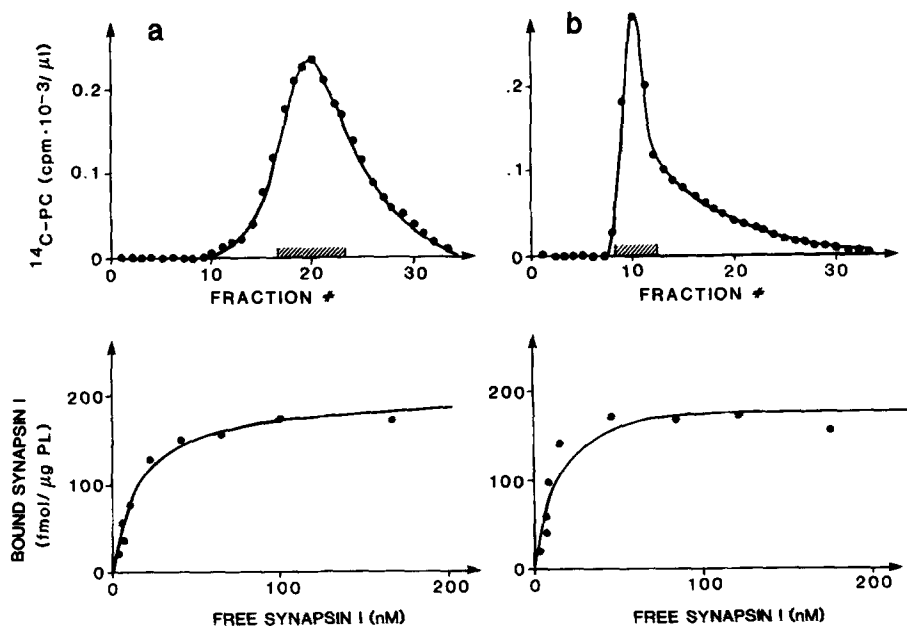 a
b
¹⁴C-PC (cpm·10⁻³/μl)
0.2
0.1
0
0 10 20 30
FRACTION #
.2
.1
0
0 10 20 30
FRACTION #
BOUND SYNAPSIN I
(fmol/μg PL)
200
100
0
0 100 200
FREE SYNAPSIN I (nM)
200
100
0
0 100 200
FREE SYNAPSIN I (nM)